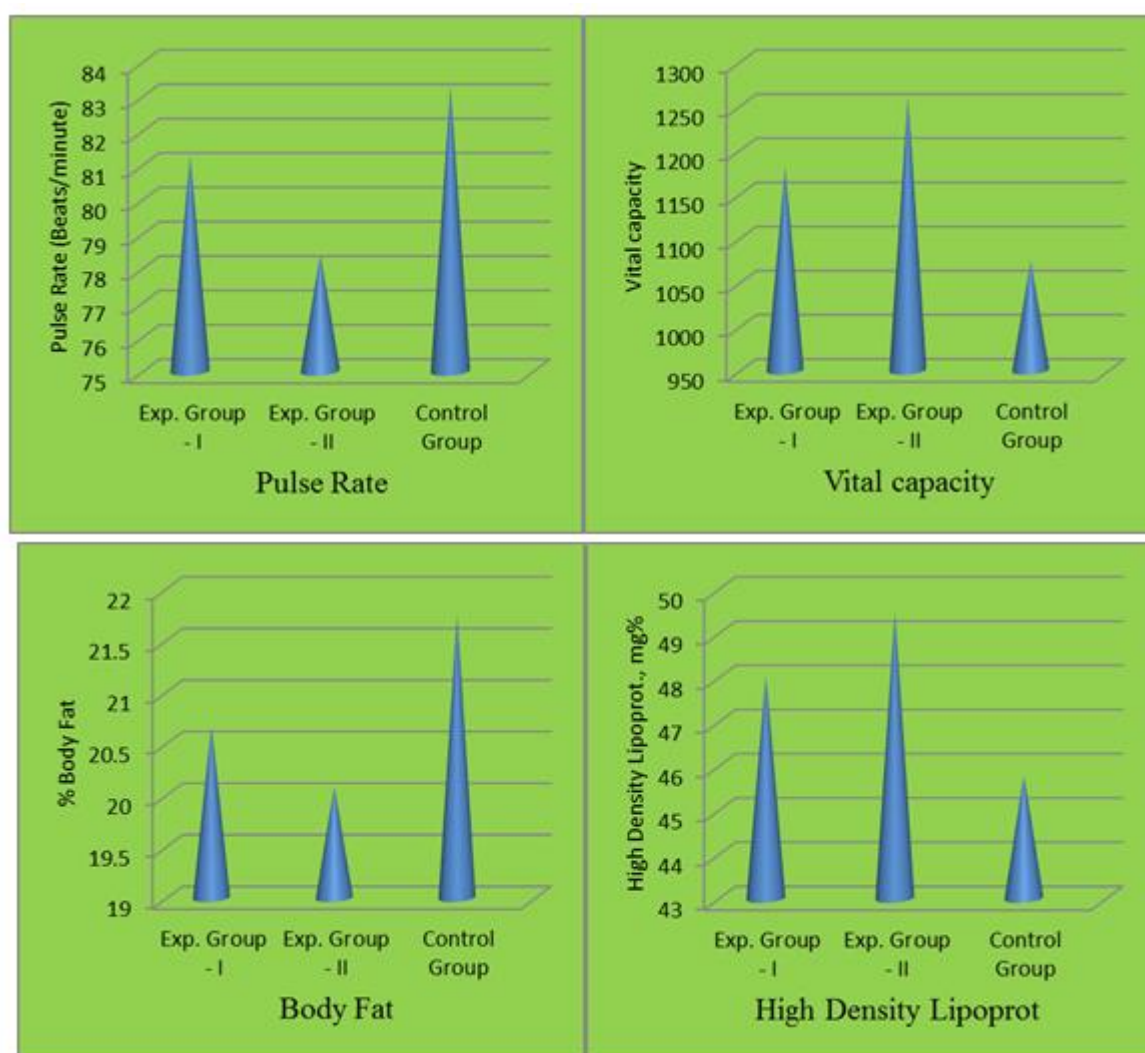 84
83
82
81
80
79
78
77
76
75
Pulse Rate (Beats/minute)
Exp. Group
- I
Exp. Group
- II
Control
Group
Pulse Rate
1300
1250
1200
1150
1100
1050
1000
950
Vital capacity
Exp. Group
- I
Exp. Group
- II
Control
Group
Vital capacity
22
21.5
21
20.5
20
19.5
19
% Body Fat
Exp. Group
- I
Exp. Group
- II
Control
Group
Body Fat
50
49
48
47
46
45
44
43
High Density Lipoprot., mg%
Exp. Group
- I
Exp. Group
- II
Control
Group
High Density Lipoprot